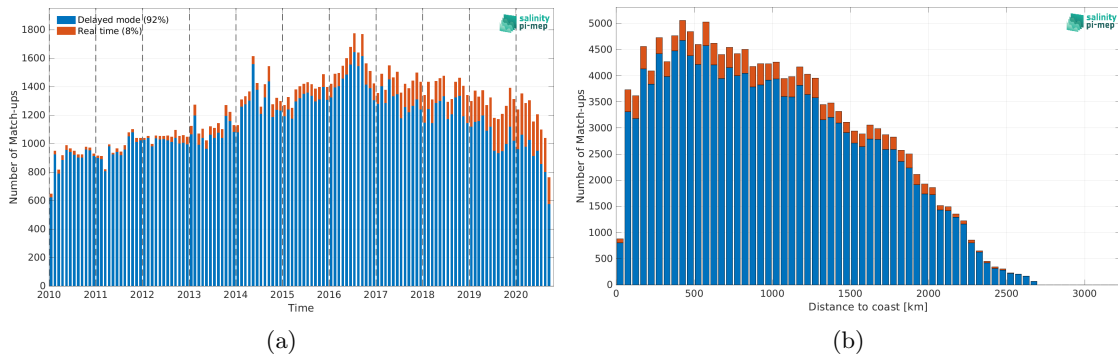 Delayed mode (92%)
Real time (8%)
salinity
pi-mep
1800
1600
1400
1200
1000
800
600
400
200
0
Number of Match-ups
2010 2011 2012 2013 2014 2015 2016 2017 2018 2019 2020
Time
(a)
salinity
pi-mep
5000
4500
4000
3500
3000
2500
2000
1500
1000
500
0
Number of Match-ups
0 500 1000 1500 2000 2500 3000
Distance to coast [km]
(b)